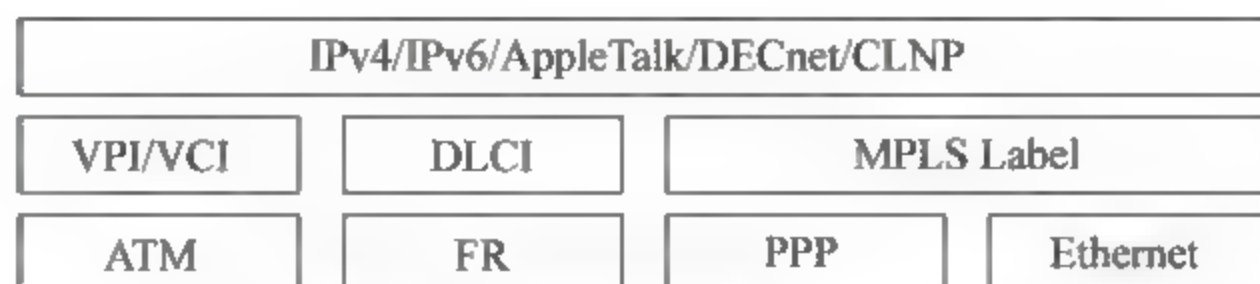 IPv4/IPv6/AppleTalk/DECnet/CLNP
VPI/VCI DLCI MPLS Label
ATM FR PPP Ethernet